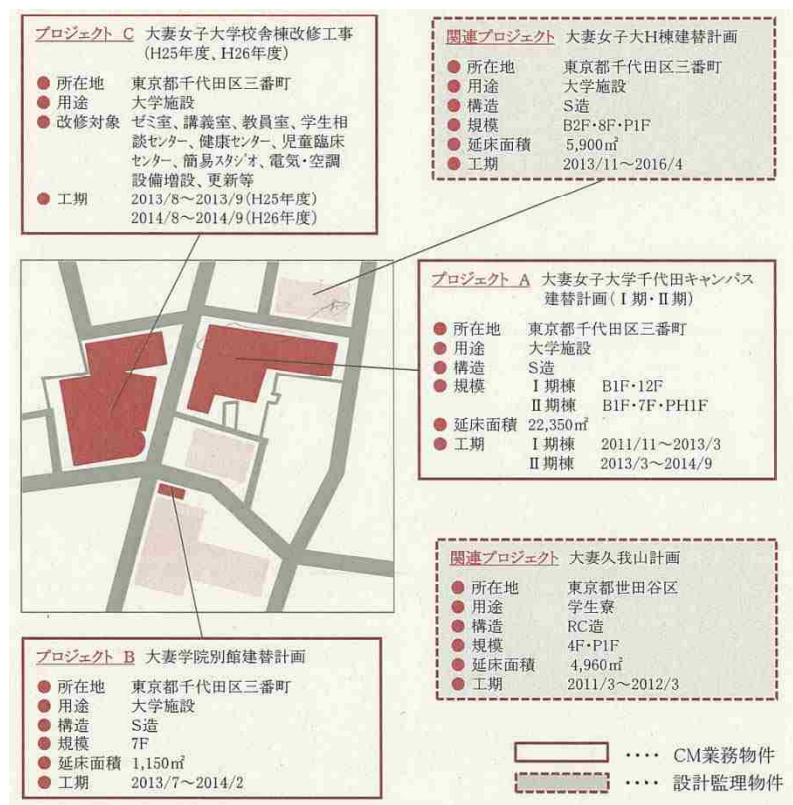 プロジェクト C 大妻女子大学校舎棟改修工事
(H25年度、H26年度)
● 所在地 東京都千代田区三番町
● 用途 大学施設
● 改修対象 ゼミ室、講義室、教員室、学生相
談センター、健康センター、児童臨床
センター、簡易スタジオ、電気・空調
設備増設、更新等
● 工期 2013/8～2013/9(H25年度)
2014/8～2014/9(H26年度)
関連プロジェクト 大妻女子大H棟建替計画
● 所在地 東京都千代田区三番町
● 用途 大学施設
● 構造 S造
● 規模 B2F・8F・P1F
● 延床面積 5,900㎡
● 工期 2013/11～2016/4
プロジェクト A 大妻女子大学千代田キャンパス
建替計画(Ⅰ期・Ⅱ期)
● 所在地 東京都千代田区三番町
● 用途 大学施設
● 構造 S造
● 規模 Ⅰ期棟 B1F・12F
Ⅱ期棟 B1F・7F・PH1F
● 延床面積 22,350㎡
● 工期 Ⅰ期棟 2011/11～2013/3
Ⅱ期棟 2013/3～2014/9
関連プロジェクト 大妻久我山計画
● 所在地 東京都世田谷区
● 用途 学生寮
● 構造 RC造
● 規模 4F・P1F
● 延床面積 4,960㎡
● 工期 2011/3～2012/3
プロジェクト B 大妻学院別館建替計画
● 所在地 東京都千代田区三番町
● 用途 大学施設
● 構造 S造
● 規模 7F
● 延床面積 1,150㎡
● 工期 2013/7～2014/2
‥‥ CM業務物件
‥‥ 設計監理物件